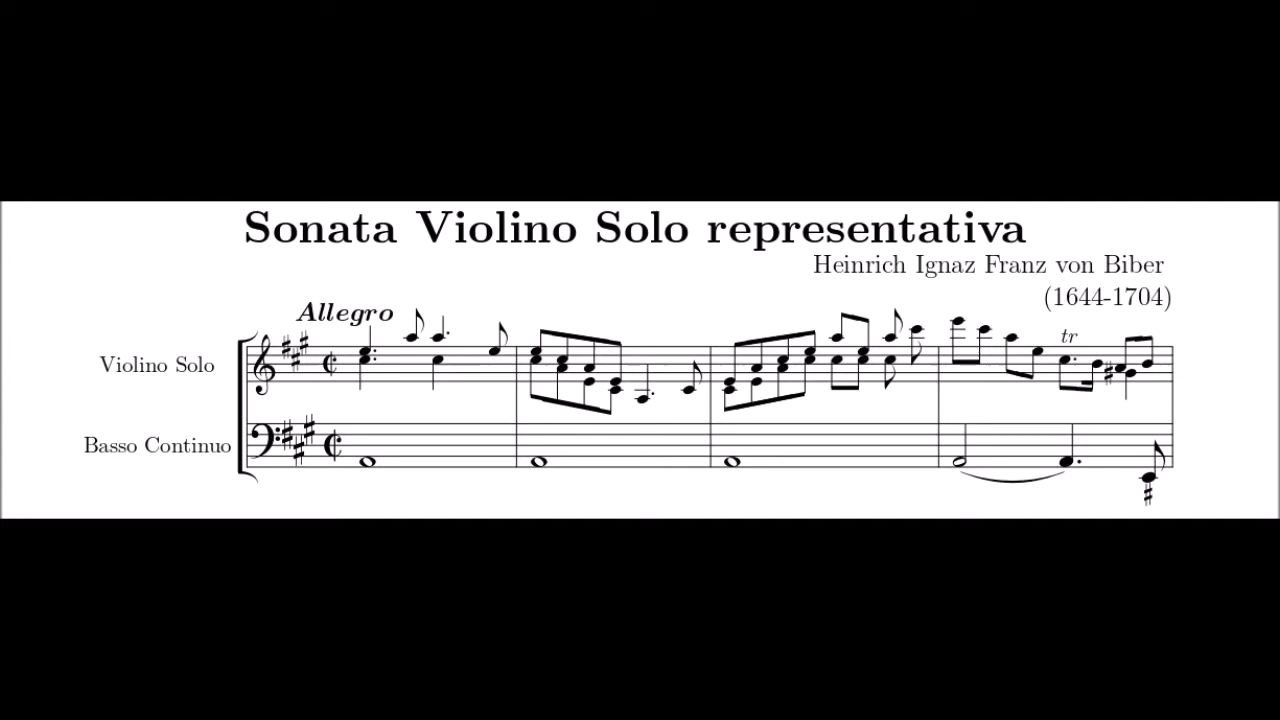 Sonata Violino Solo representativa
Heinrich Ignaz Franz von Biber
(1644-1704)
Allegro
tr
Violino Solo
Basso Continuo